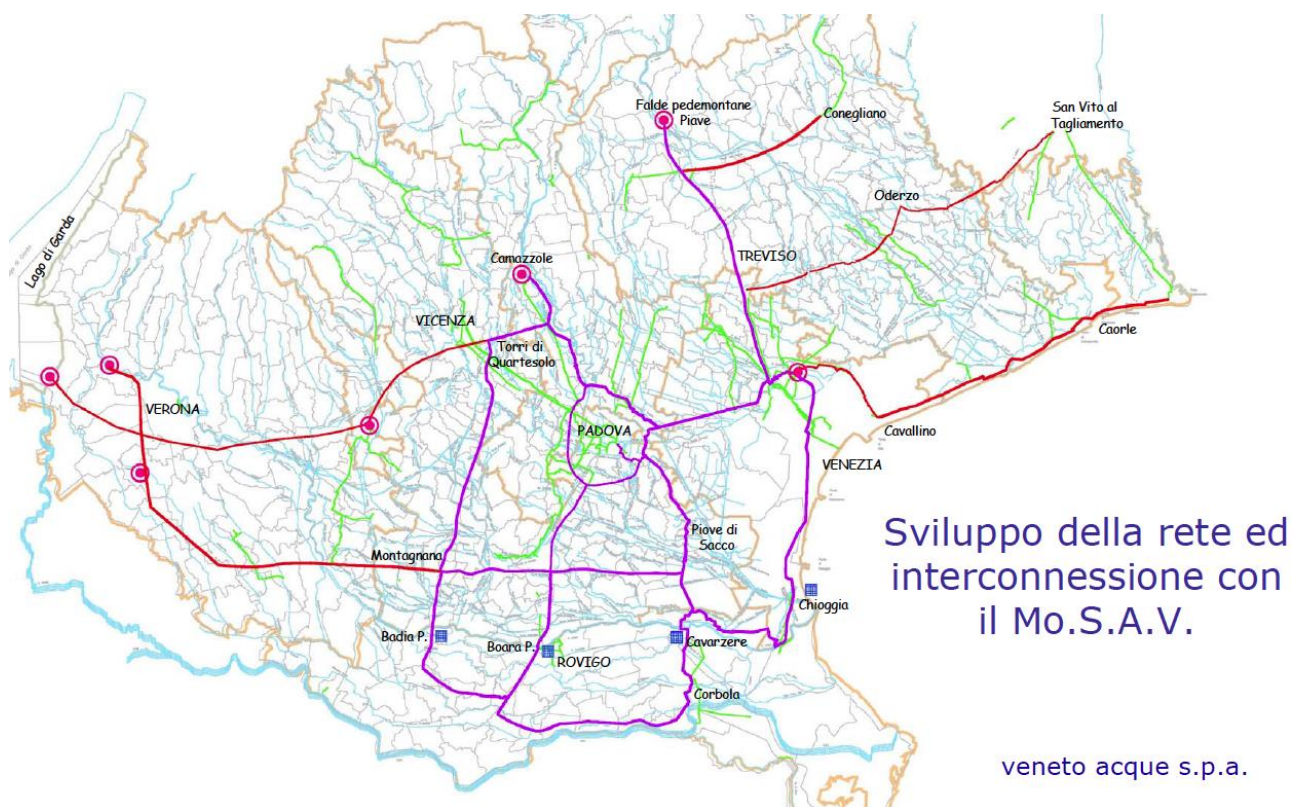 Falde pedemontane
Piave
Conegliano
San Vito al
Tagliamento
Oderzo
Lago di Garda
Camazzole
TREVISO
VICENZA
Torri di
Quartesolo
Caorle
VERONA
PADOVA
Cavallino
VENEZIA
Piove di
Sacco
Montagnana
Chioggia
Badia P.
Boara P.
ROVIGO
Cavarzere
Corbola
Sviluppo della rete ed
interconnessione con
il Mo.S.A.V.
veneto acque s.p.a.